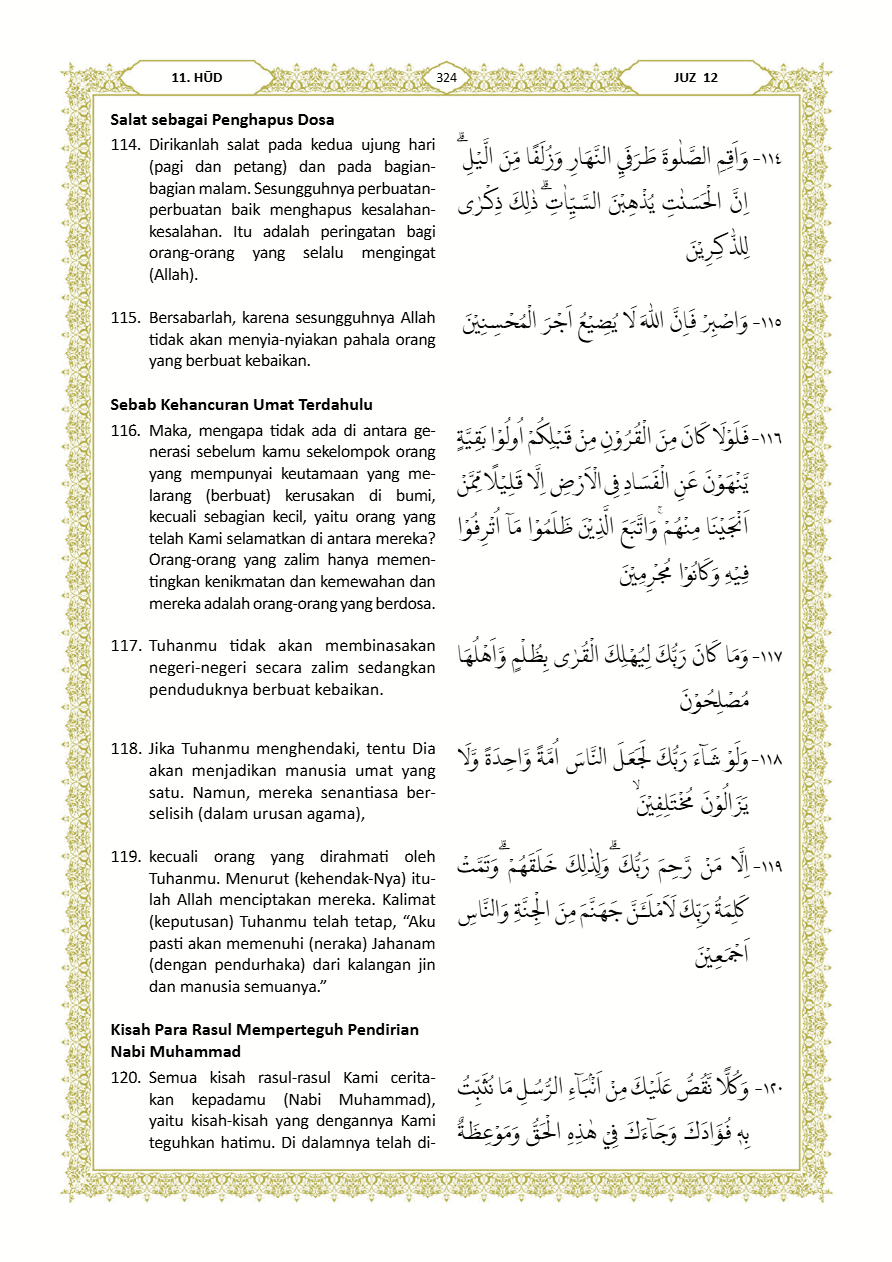 11. HŪD
324
JUZ 12
Salat sebagai Penghapus Dosa
114. Dirikanlah salat pada kedua ujung hari
(pagi dan petang) dan pada bagian-
bagian malam. Sesungguhnya perbuatan-
perbuatan baik menghapus kesalahan-
kesalahan. Itu adalah peringatan bagi
orang-orang yang selalu mengingat
(Allah).
١١٤- وَاَقِمِ الصَّلٰوةَ طَرَفَيِ النَّهَارِ وَزُلَفًا مِّنَ الَّيْلِ ۗ
اِنَّ الْحَسَنٰتِ يُذْهِبْنَ السَّيِّاٰتِۗ ذٰلِكَ ذِكْرٰى
لِلذّٰكِرِيْنَ
115. Bersabarlah, karena sesungguhnya Allah
tidak akan menyia-nyiakan pahala orang
yang berbuat kebaikan.
١١٥- وَاصْبِرْ فَاِنَّ اللّٰهَ لَا يُضِيْعُ اَجْرَ الْمُحْسِنِيْنَ
Sebab Kehancuran Umat Terdahulu
116. Maka, mengapa tidak ada di antara ge-
nerasi sebelum kamu sekelompok orang
yang mempunyai keutamaan yang me-
larang (berbuat) kerusakan di bumi,
kecuali sebagian kecil, yaitu orang yang
telah Kami selamatkan di antara mereka?
Orang-orang yang zalim hanya memen-
tingkan kenikmatan dan kemewahan dan
mereka adalah orang-orang yang berdosa.
١١٦- فَلَوْلَا كَانَ مِنَ الْقُرُوْنِ مِنْ قَبْلِكُمْ اُولُوْا بَقِيَّةٍ
يَّنْهَوْنَ عَنِ الْفَسَادِ فِى الْاَرْضِ اِلَّا قَلِيْلًا مِّمَّنْ
اَنْجَيْنَا مِنْهُمْ ۚوَاتَّبَعَ الَّذِيْنَ ظَلَمُوْا مَآ اُتْرِفُوْا
فِيْهِ وَكَانُوْا مُجْرِمِيْنَ
117. Tuhanmu tidak akan membinasakan
negeri-negeri secara zalim sedangkan
penduduknya berbuat kebaikan.
١١٧- وَمَا كَانَ رَبُّكَ لِيُهْلِكَ الْقُرٰى بِظُلْمٍ وَّاَهْلُهَا
مُصْلِحُوْنَ
118. Jika Tuhanmu menghendaki, tentu Dia
akan menjadikan manusia umat yang
satu. Namun, mereka senantiasa ber-
selisih (dalam urusan agama),
١١٨- وَلَوْ شَاۤءَ رَبُّكَ لَجَعَلَ النَّاسَ اُمَّةً وَّاحِدَةً وَّلَا
يَزَالُوْنَ مُخْتَلِفِيْنَۙ
119. kecuali orang yang dirahmati oleh
Tuhanmu. Menurut (kehendak-Nya) itu-
lah Allah menciptakan mereka. Kalimat
(keputusan) Tuhanmu telah tetap, “Aku
pasti akan memenuhi (neraka) Jahanam
(dengan pendurhaka) dari kalangan jin
dan manusia semuanya.”
١١٩- اِلَّا مَنْ رَّحِمَ رَبُّكَ ۗوَلِذٰلِكَ خَلَقَهُمْ ۗوَتَمَّتْ
كَلِمَةُ رَبِّكَ لَاَمْلَـَٔنَّ جَهَنَّمَ مِنَ الْجِنَّةِ وَالنَّاسِ
اَجْمَعِيْنَ
Kisah Para Rasul Memperteguh Pendirian
Nabi Muhammad
120. Semua kisah rasul-rasul Kami cerita-
kan kepadamu (Nabi Muhammad),
yaitu kisah-kisah yang dengannya Kami
teguhkan hatimu. Di dalamnya telah di-
١٢٠- وَكُلًّا نَّقُصُّ عَلَيْكَ مِنْ اَنْۢبَاۤءِ الرُّسُلِ مَا نُثَبِّتُ
بِهٖ فُؤَادَكَ وَجَاۤءَكَ فِيْ هٰذِهِ الْحَقُّ وَمَوْعِظَةٌ